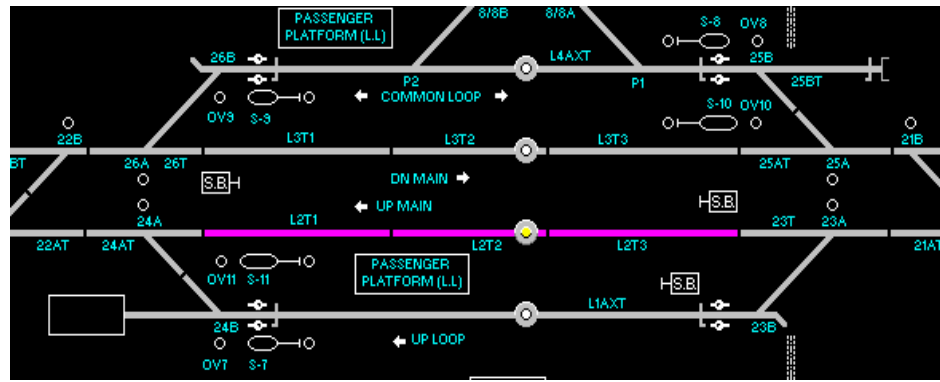 8/8B 8/8A
PASSENGER
PLATFORM (L.L)
S-8 OV8
26B L4AXT 25B
P2 P1 25BT
COMMON LOOP
OV9 S-9 S-10 OV10
22B L3T1 L3T2 L3T3 21B
BT 26A 26T 25AT 25A
S.B. DN MAIN
UP MAIN S.B.
24A L2T1 23T 23A
22AT 24AT L2T2 L2T3 21AT
PASSENGER
PLATFORM (L.L)
OV11 S-11 S.B.
L1AXT
24B 23B
UP LOOP
OV7 S-7